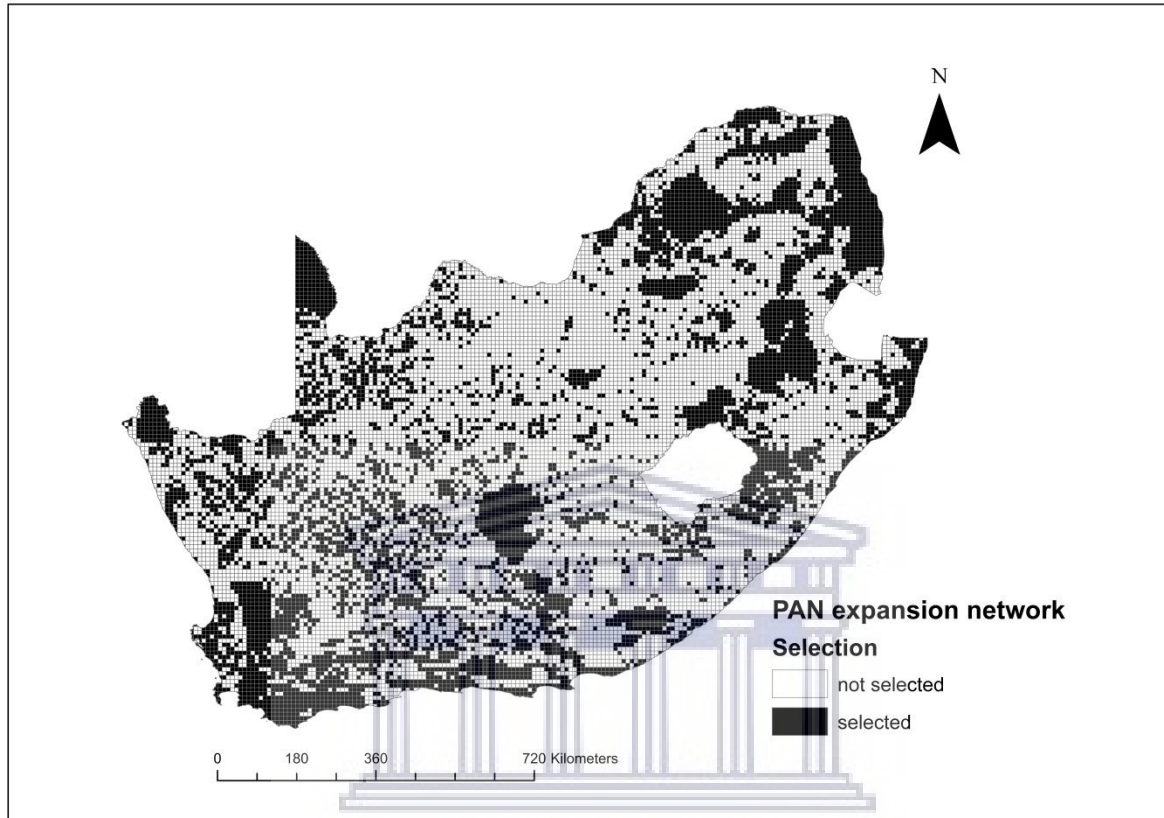 N
PAN expansion network
Selection
not selected
selected
0 180 360 720 Kilometers